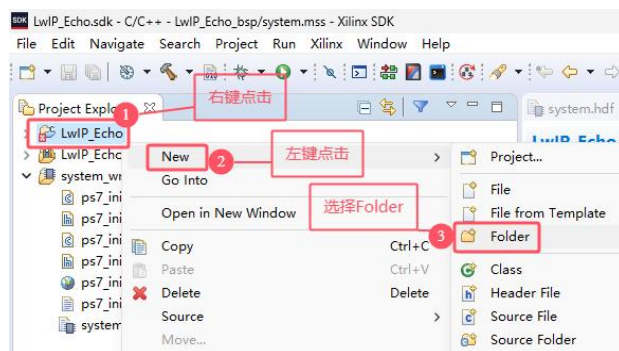 SDK LwIP_Echo.sdk - C/C++ - LwIP_Echo_bsp/system.mss - Xilinx SDK
File Edit Navigate Search Project Run Xilinx Window Help
Project Explo
system.hdf
1
右键点击
LwIP_Echo
LwIP_Echo
LwIP_Echo
system_wr
ps7_ini
ps7_ini
ps7_ini
ps7_ini
ps7_ini
ps7_ini
system
New
2
左键点击
Go Into
Open in New Window
选择Folder
Copy Ctrl+C
Paste Ctrl+V
Delete Delete
Source
Move...
Project...
File
File from Template
3
Folder
Class
Header File
Source File
Source Folder